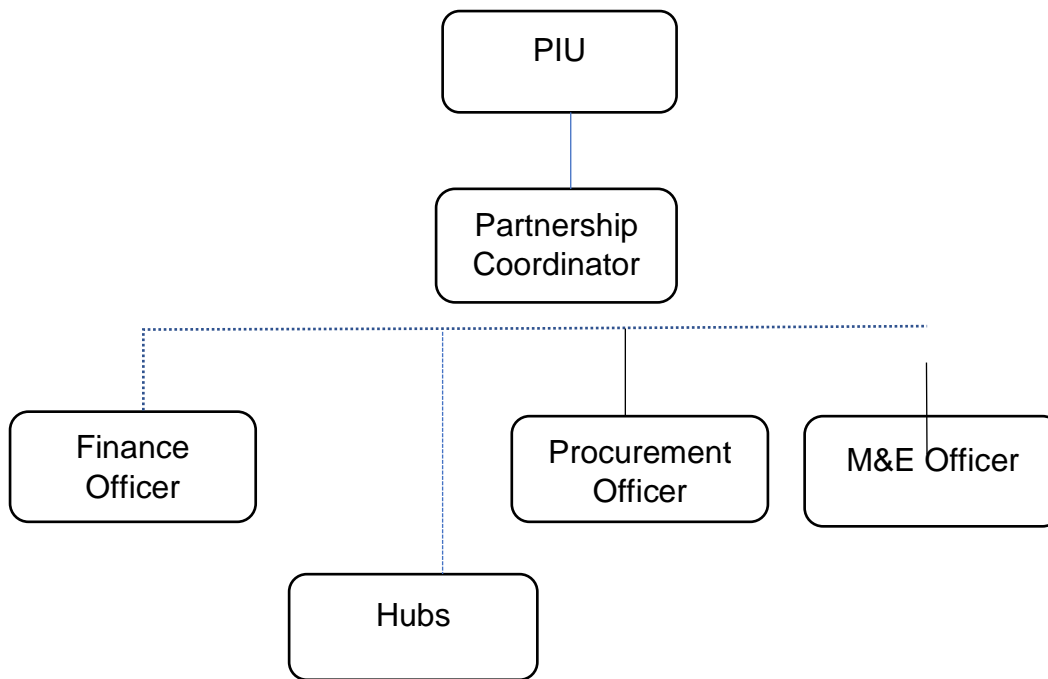 PIU
Partnership
Coordinator
Finance
Officer
Procurement
Officer
M&E Officer
Hubs